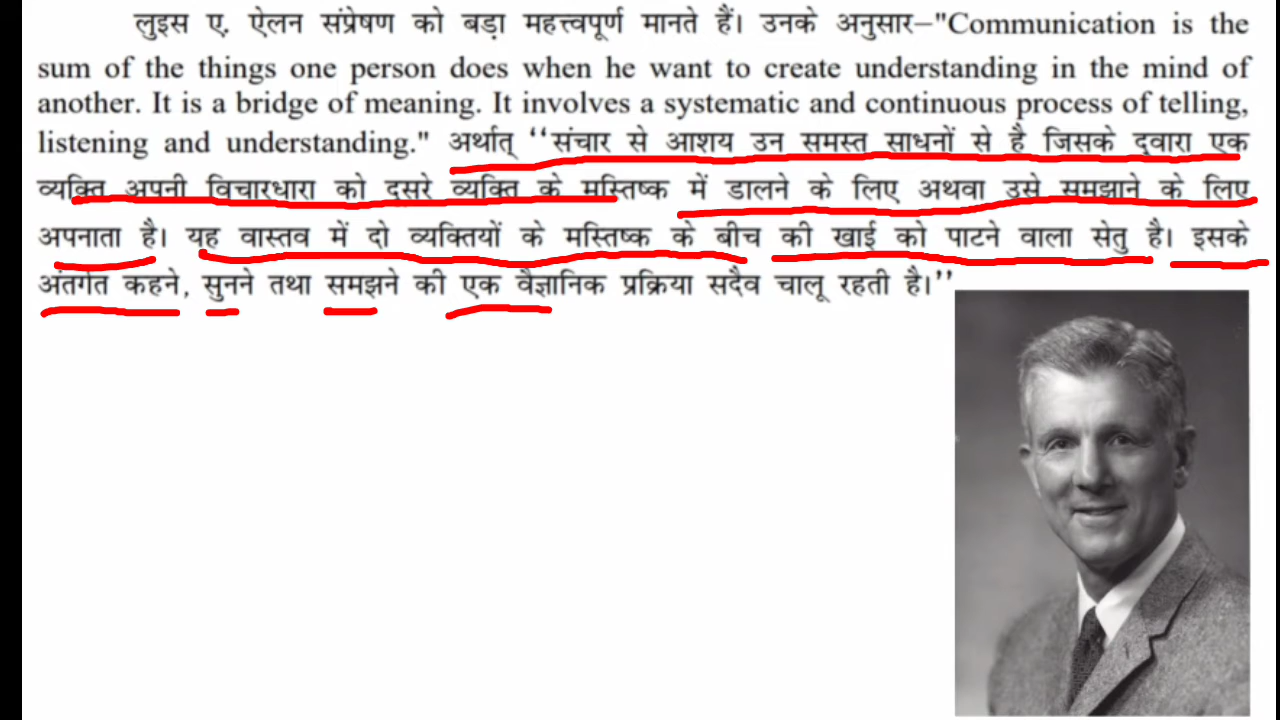 लुइस ए. ऐलन संप्रेषण को बड़ा महत्त्वपूर्ण मानते हैं। उनके अनुसार–"Communication is the
sum of the things one person does when he want to create understanding in the mind of
another. It is a bridge of meaning. It involves a systematic and continuous process of telling,
listening and understanding." अर्थात् ‘‘संचार से आशय उन समस्त साधनों से है जिसके द्वारा एक
व्यक्ति अपनी विचारधारा को दूसरे व्यक्ति के मस्तिष्क में डालने के लिए अथवा उसे समझाने के लिए
अपनाता है। यह वास्तव में दो व्यक्तियों के मस्तिष्क के बीच की खाई को पाटने वाला सेतु है। इसके
अंतर्गत कहने, सुनने तथा समझने की एक वैज्ञानिक प्रक्रिया सदैव चालू रहती है।’’